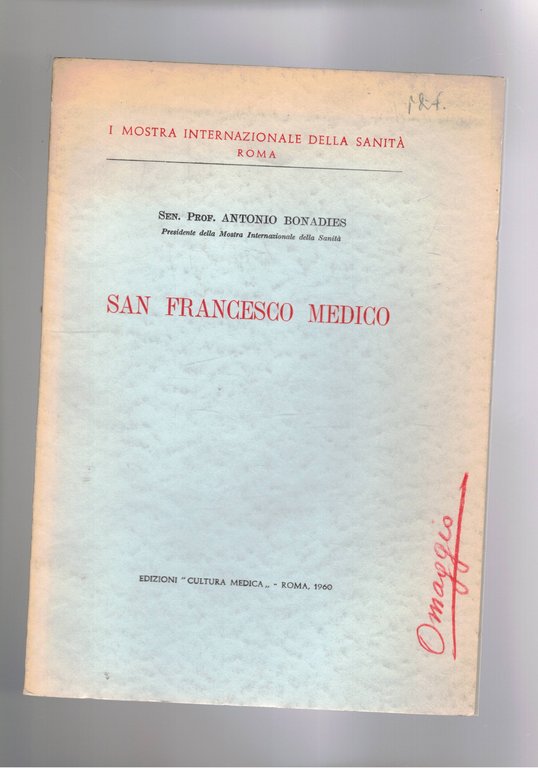 I MOSTRA INTERNAZIONALE DELLA SANITÀ
ROMA
SEN. PROF. ANTONIO BONADIES
Presidente della Mostra Internazionale della Sanità
SAN FRANCESCO MEDICO
EDIZIONI "CULTURA MEDICA„ - ROMA, 1960
Omaggio